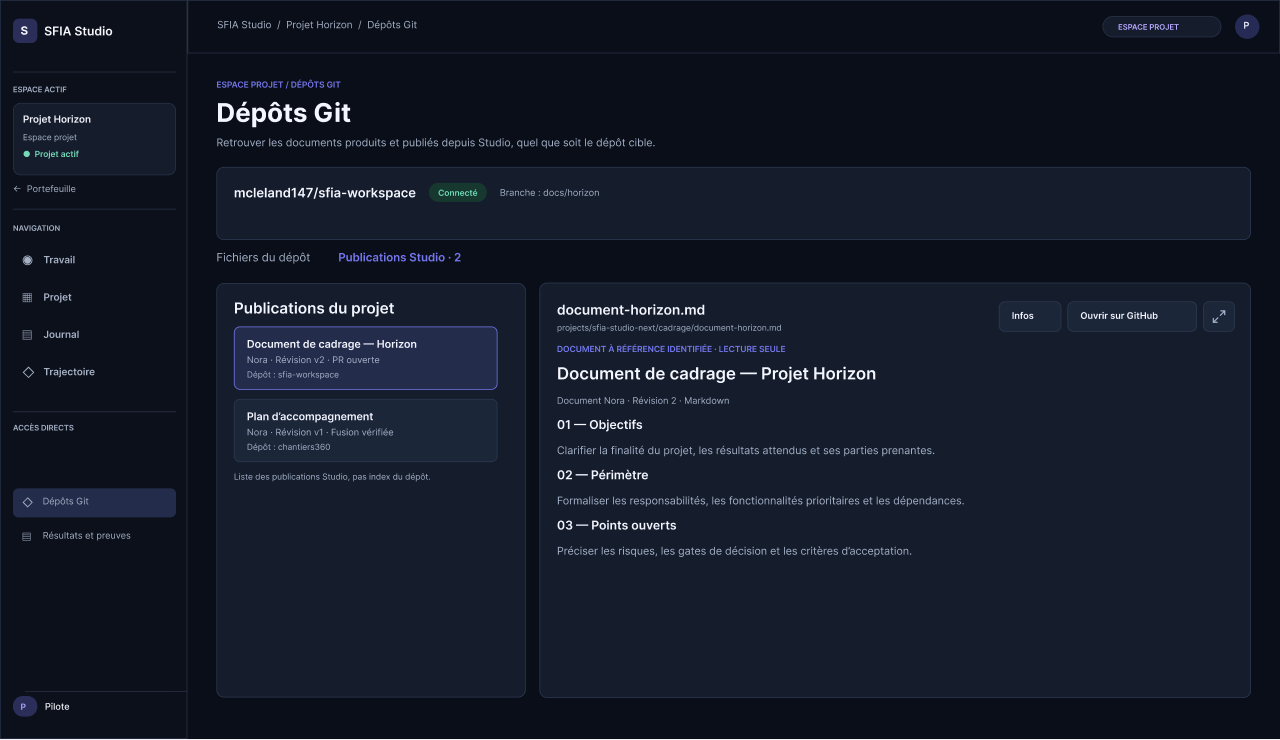 S SFIA Studio
SFIA Studio / Projet Horizon / Dépôts Git
ESPACE PROJET
P
ESPACE ACTIF
Projet Horizon
Espace projet
Projet actif
← Portefeuille
NAVIGATION
Travail
Projet
Journal
Trajectoire
ACCÈS DIRECTS
Dépôts Git
Résultats et preuves
P Pilote
ESPACE PROJET / DÉPÔTS GIT
Dépôts Git
Retrouver les documents produits et publiés depuis Studio, quel que soit le dépôt cible.
mcleland147/sfia-workspace Connecté Branche : docs/horizon
Fichiers du dépôt Publications Studio · 2
Publications du projet
Document de cadrage — Horizon
Nora · Révision v2 · PR ouverte
Dépôt : sfia-workspace
Plan d’accompagnement
Nora · Révision v1 · Fusion vérifiée
Dépôt : chantiers360
Liste des publications Studio, pas index du dépôt.
document-horizon.md
projects/sfia-studio-next/cadrage/document-horizon.md
Infos
Ouvrir sur GitHub
DOCUMENT À RÉFÉRENCE IDENTIFIÉE · LECTURE SEULE
Document de cadrage — Projet Horizon
Document Nora · Révision 2 · Markdown
01 — Objectifs
Clarifier la finalité du projet, les résultats attendus et ses parties prenantes.
02 — Périmètre
Formaliser les responsabilités, les fonctionnalités prioritaires et les dépendances.
03 — Points ouverts
Préciser les risques, les gates de décision et les critères d’acceptation.